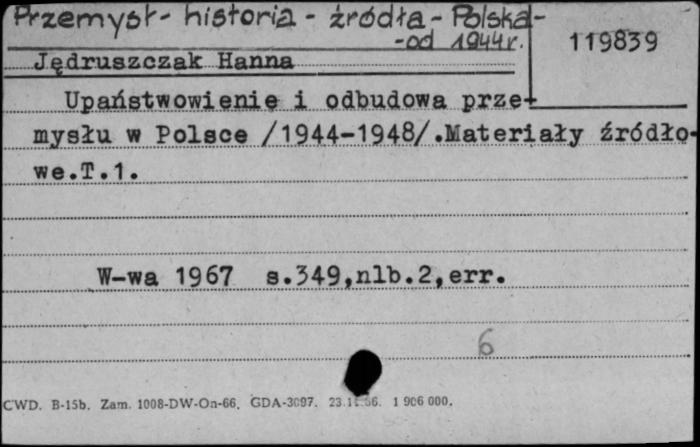 Przemysł - historia - źródła - Polska -
- od 1944 r.
119839
Jędruszczak Hanna
Upaństwowienie i odbudowa prze-
mysłu w Polsce /1944-1948/.Materiały źródło-
we.T.1.
W-wa 1967 s.349,nlb.2,err.
6
CWD. B-15b. Zam. 1008-DW-On-66. GDA-3097. 1 906 000.